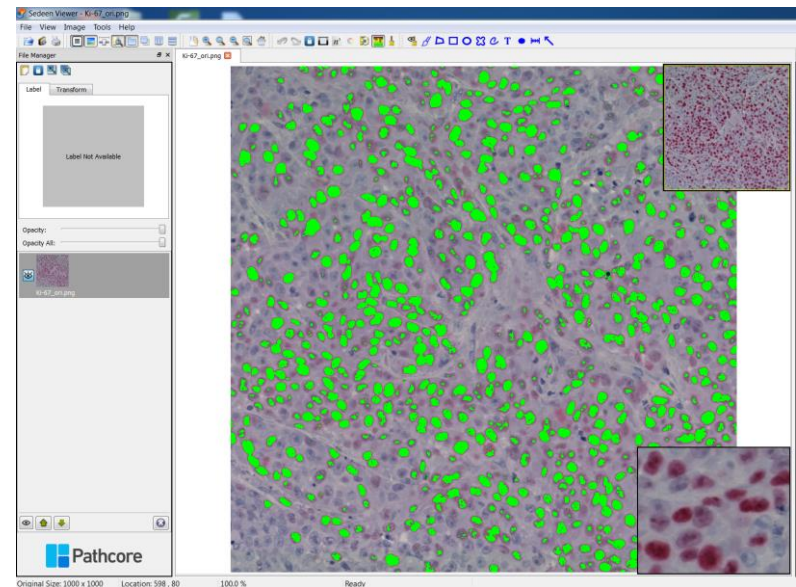 Sedeen Viewer - Ki-67_ori.png
File View Image Tools Help
File Manager
Ki-67_ori.png
Label Transform
Label Not Available
Opacity:
Opacity All:
Ki-67_ori.png
Pathcore
Original Size: 1000 x 1000 Location: 598 , 80 100.0 % Ready